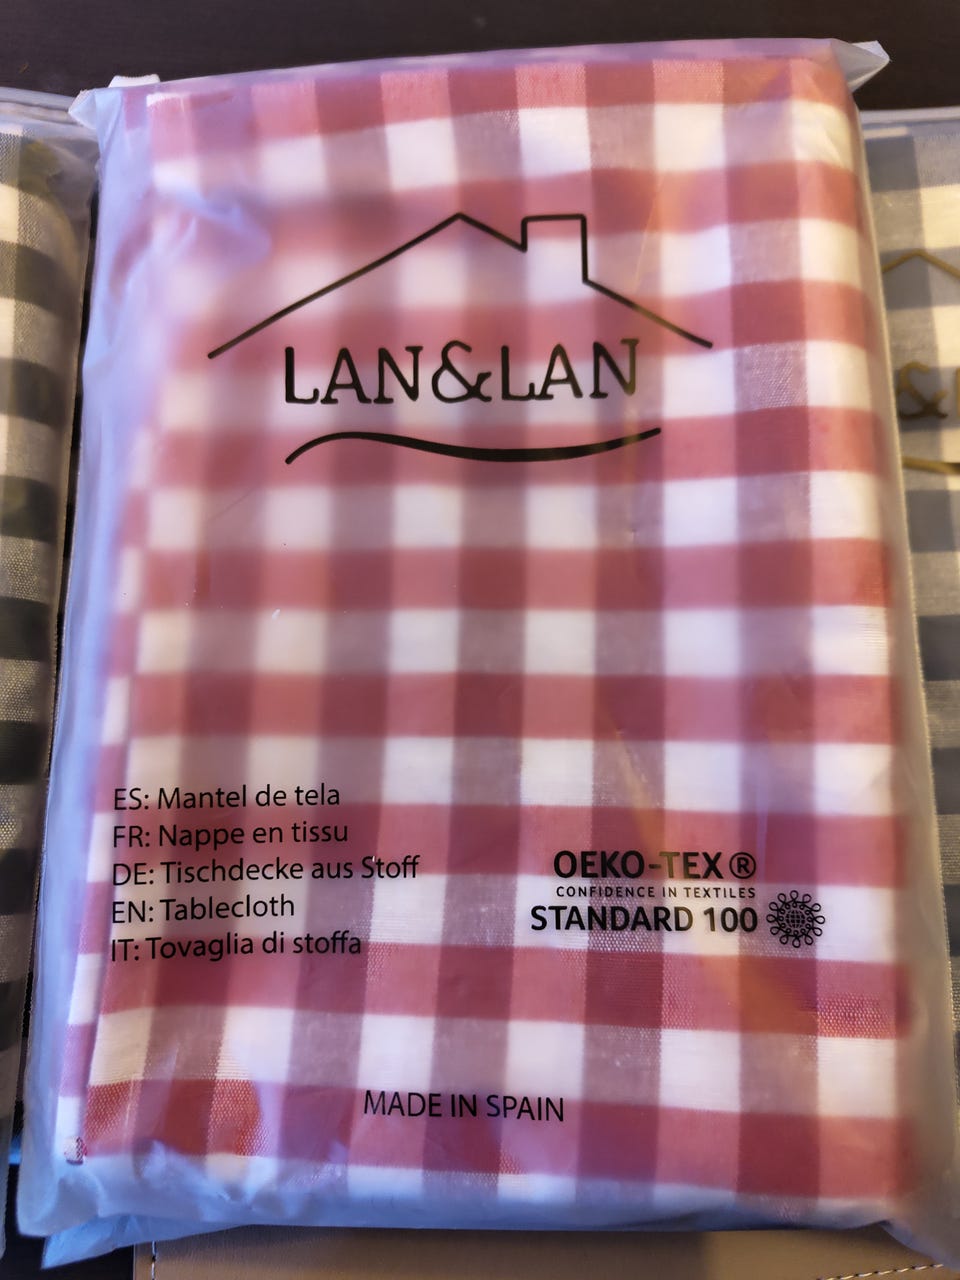 LAN&LAN
ES: Mantel de tela
FR: Nappe en tissu
DE: Tischdecke aus Stoff
EN: Tablecloth
IT: Tovaglia di stoffa
OEKO-TEX®
CONFIDENCE IN TEXTILES
STANDARD 100
MADE IN SPAIN
&